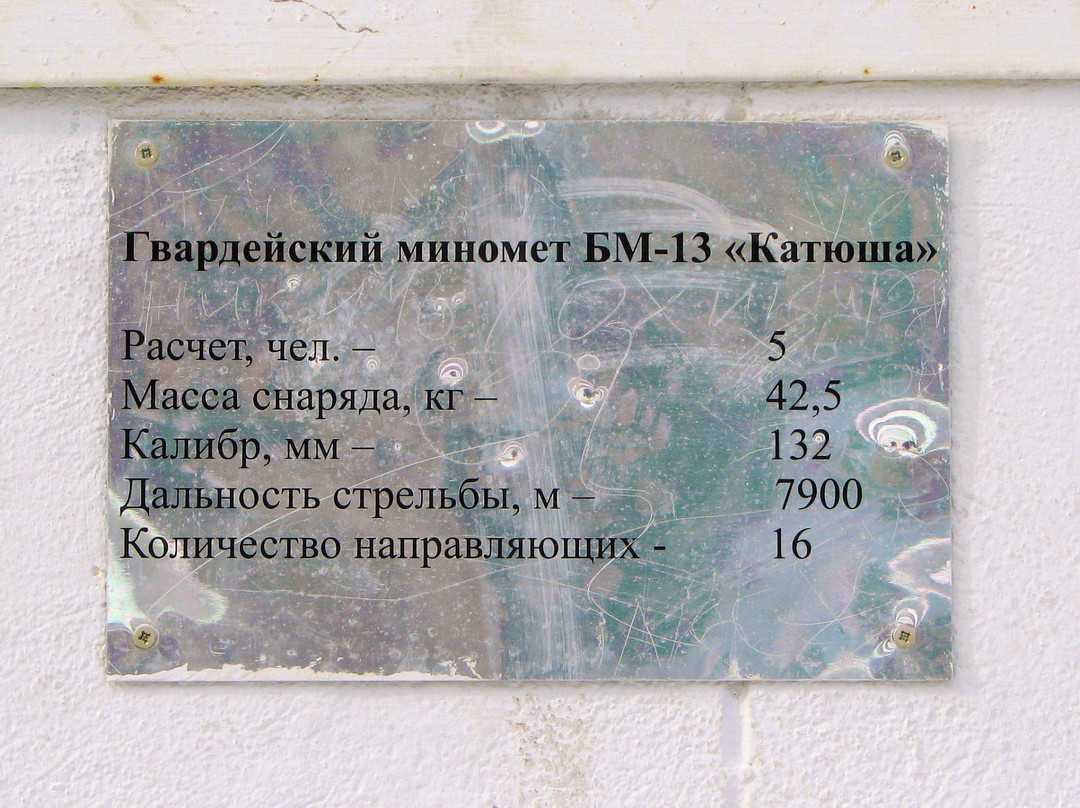 Гвардейский миномет БМ-13 «Катюша»
Расчет, чел. – 5
Масса снаряда, кг – 42,5
Калибр, мм – 132
Дальность стрельбы, м – 7900
Количество направляющих - 16